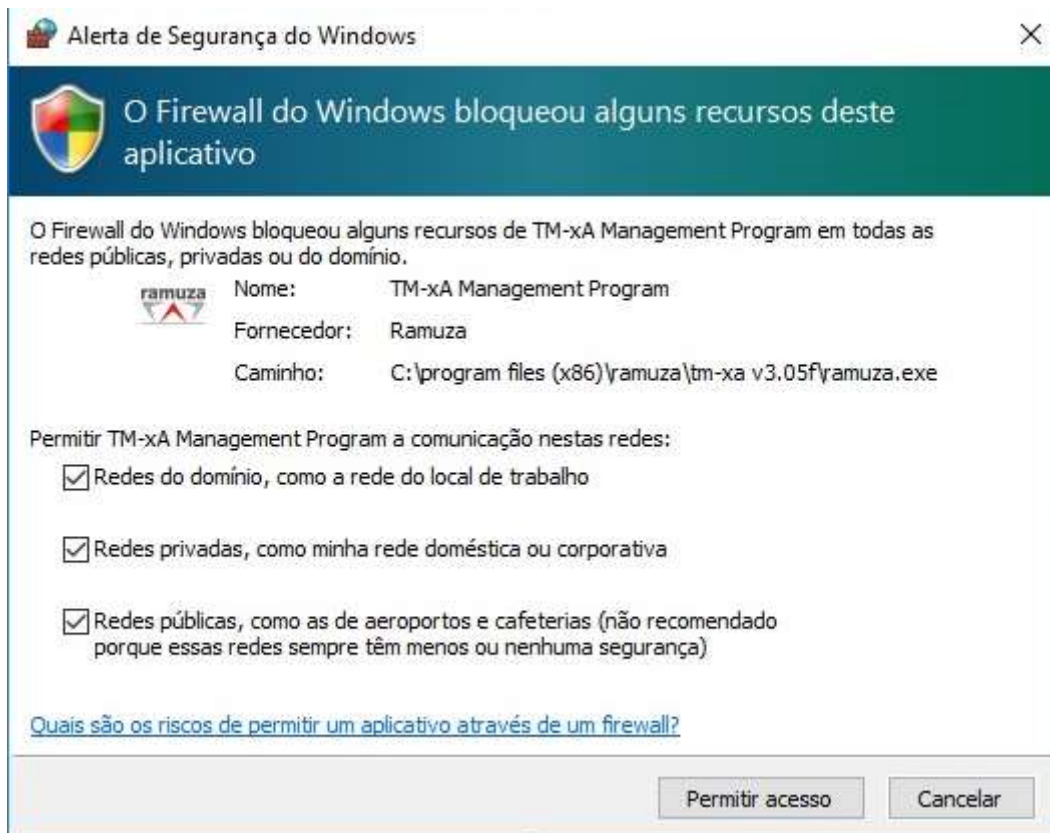 Alerta de Segurança do Windows
O Firewall do Windows bloqueou alguns recursos deste
aplicativo
O Firewall do Windows bloqueou alguns recursos de TM-xA Management Program em todas as
redes públicas, privadas ou do domínio.
ramuza
Nome: TM-xA Management Program
Fornecedor: Ramuza
Caminho: C:\program files (x86)\ramuza\tm-xa v3.05f\ramuza.exe
Permitir TM-xA Management Program a comunicação nestas redes:
Redes do domínio, como a rede do local de trabalho
Redes privadas, como minha rede doméstica ou corporativa
Redes públicas, como as de aeroportos e cafeterias (não recomendado
porque essas redes sempre têm menos ou nenhuma segurança)
Quais são os riscos de permitir um aplicativo através de um firewall?
Permitir acesso Cancelar